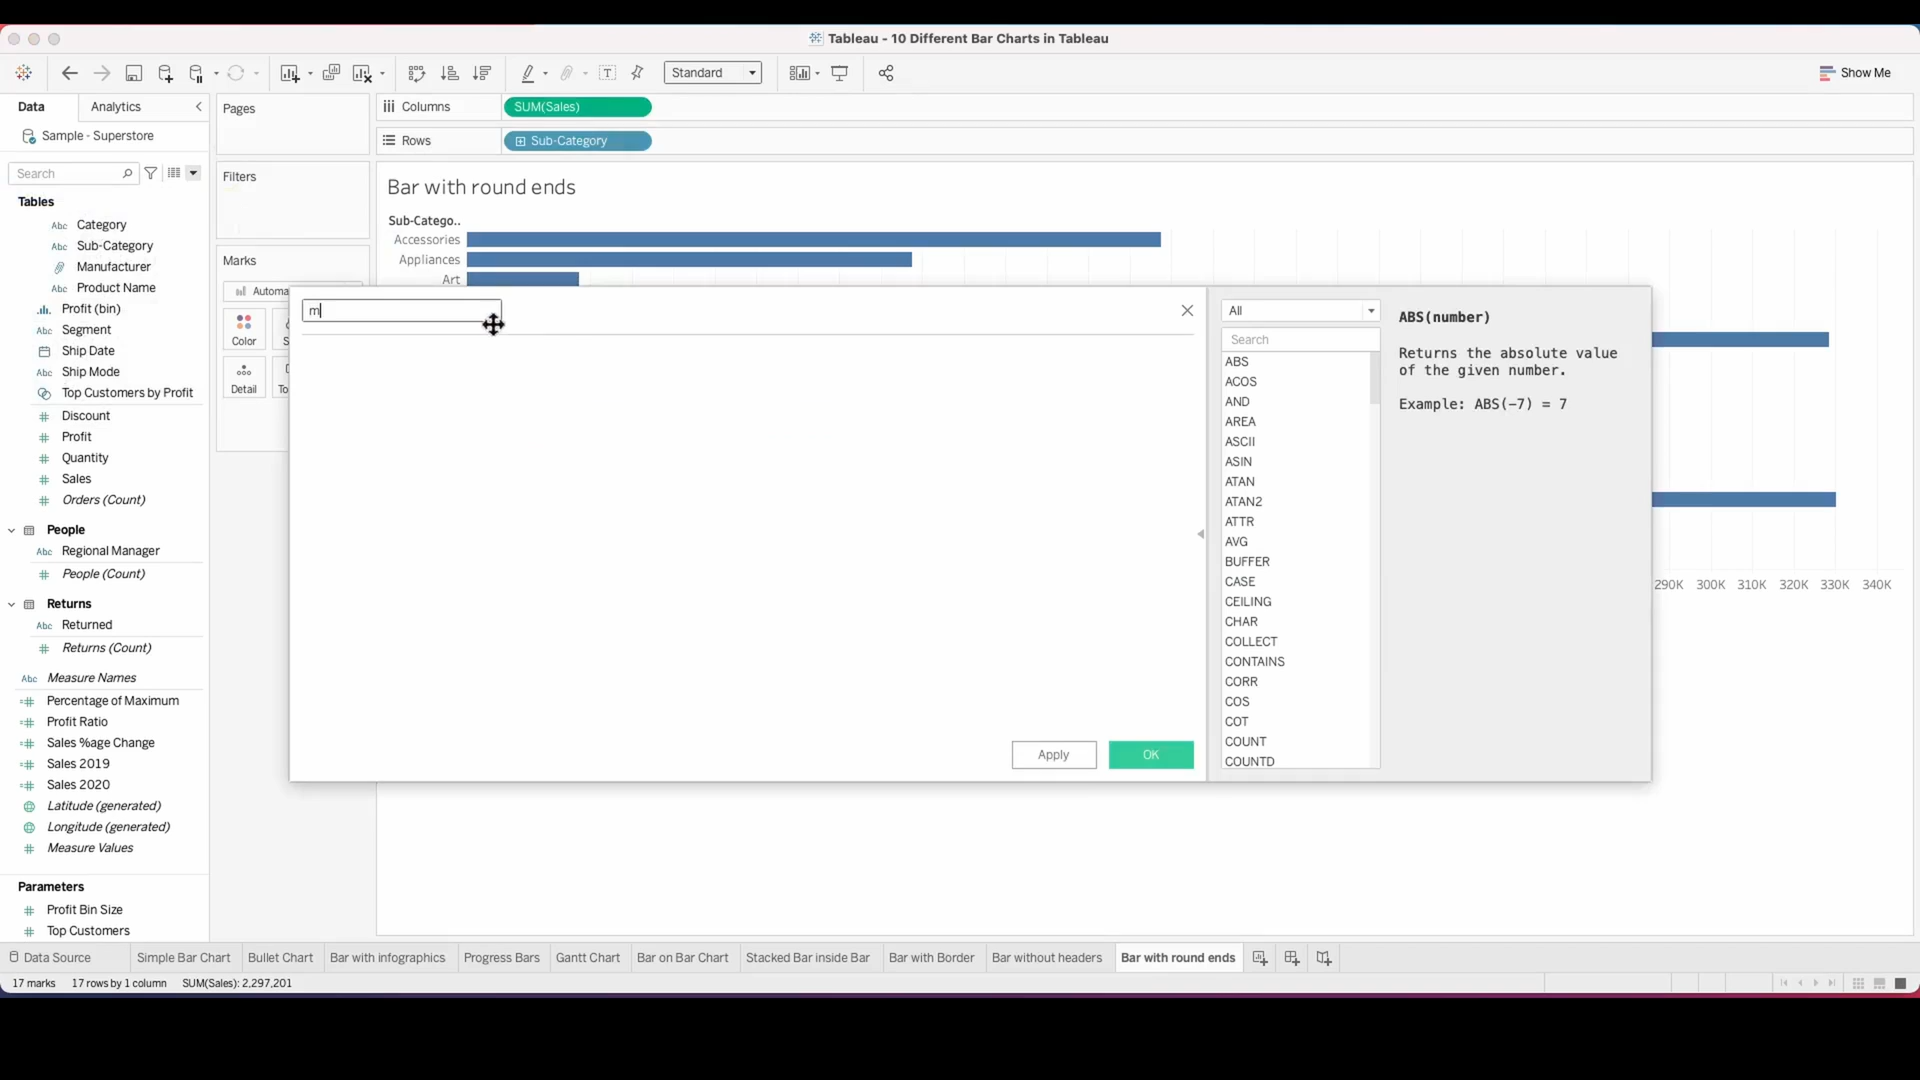 Tableau - 10 Different Bar Charts in Tableau
Standard
Show Me
Data
Analytics
Pages
Columns
SUM(Sales)
Sample - Superstore
Rows
Sub-Category
Search
Filters
Bar with round ends
Tables
Abc Category
Abc Sub-Category
Manufacturer
Abc Product Name
Profit (bin)
Abc Segment
Ship Date
Abc Ship Mode
Top Customers by Profit
Discount
Profit
Quantity
Sales
Orders (Count)
People
Abc Regional Manager
People (Count)
Returns
Abc Returned
Returns (Count)
Abc Measure Names
Percentage of Maximum
Profit Ratio
Sales %age Change
Sales 2019
Sales 2020
Latitude (generated)
Longitude (generated)
Measure Values
Parameters
Profit Bin Size
Top Customers
Marks
Color
Detail
Sub-Catego..
Accessories
Appliances
Art
m
Apply
OK
All
Search
ABS
ACOS
AND
AREA
ASCII
ASIN
ATAN
ATAN2
ATTR
AVG
BUFFER
CASE
CEILING
CHAR
COLLECT
CONTAINS
CORR
COS
COT
COUNT
COUNTD
ABS(number)
Returns the absolute value
of the given number.
Example: ABS(-7) = 7
290K 300K 310K 320K 330K 340K
Data Source
Simple Bar Chart
Bullet Chart
Bar with infographics
Progress Bars
Gantt Chart
Bar on Bar Chart
Stacked Bar inside Bar
Bar with Border
Bar without headers
Bar with round ends
17 marks
17 rows by 1 column
SUM(Sales): 2,297,201